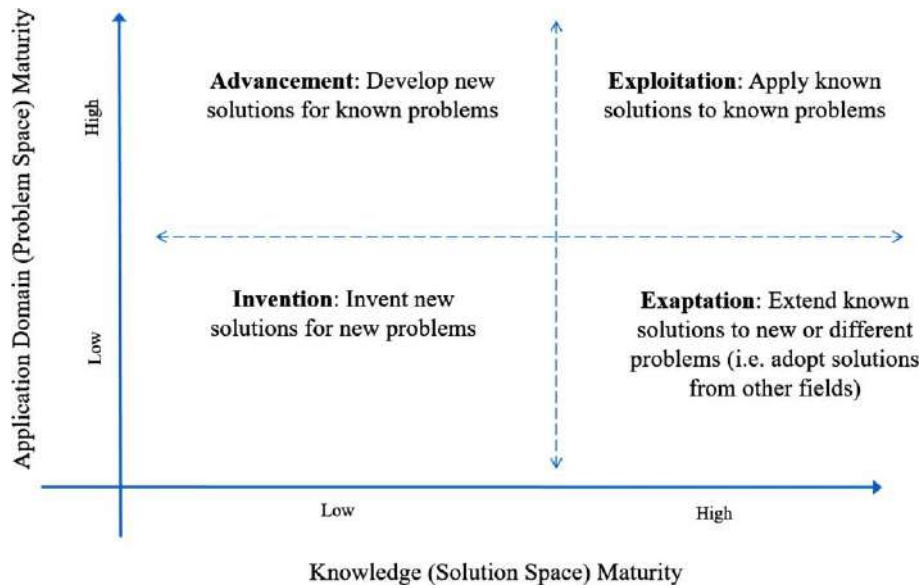 Application Domain (Problem Space) Maturity
High
Low
Advancement: Develop new
solutions for known problems
Exploitation: Apply known
solutions to known problems
Invention: Invent new
solutions for new problems
Exaptation: Extend known
solutions to new or different
problems (i.e. adopt solutions
from other fields)
Low
High
Knowledge (Solution Space) Maturity